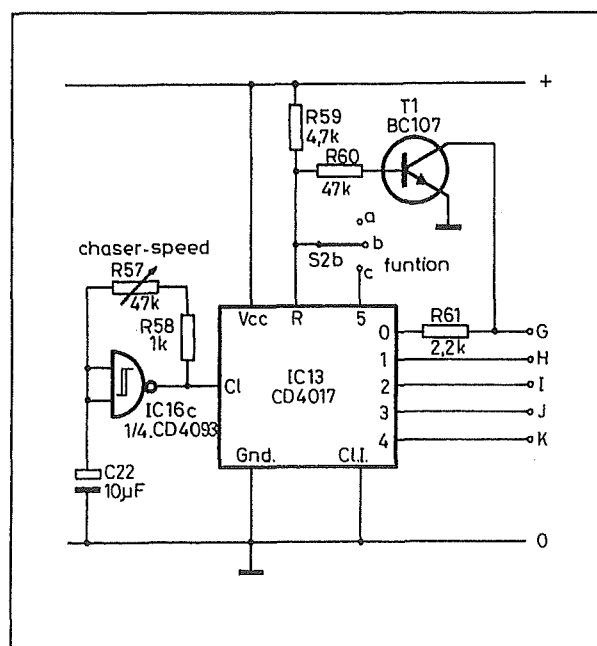 +
T1
BC107
R59
4,7k
R60
47k
a
b
S2b
c
funtion
chaser-speed
R57
47k
R58
1k
Vcc
R
5
0
R61
2,2k
G
1
H
2
I
3
J
4
K
Cl
IC13
CD4017
IC16c
1/4.CD4093
Gnd.
Cl.I.
C22
10µF
0